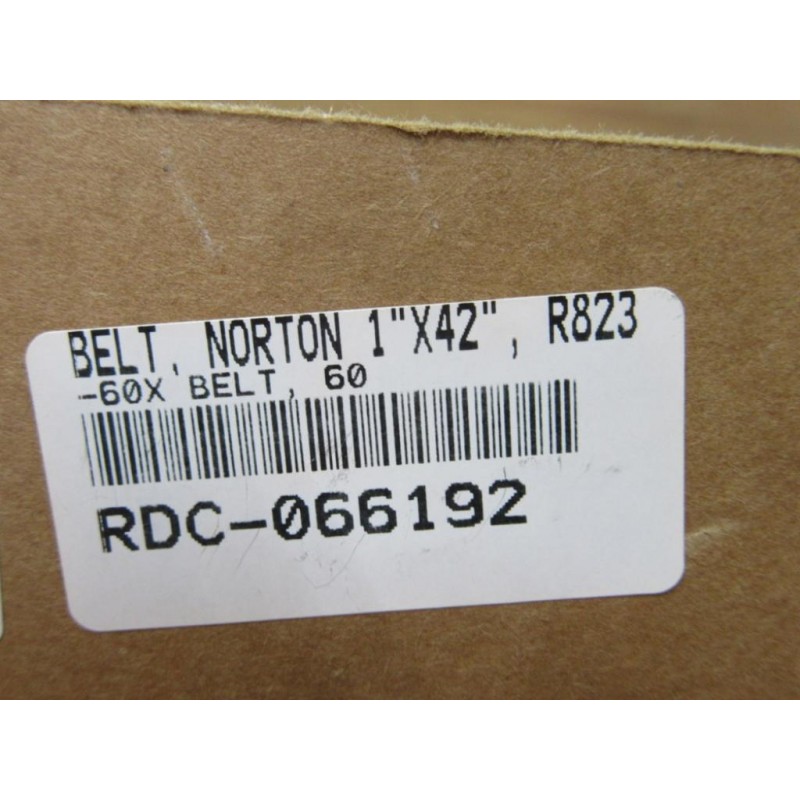 BELT, NORTON 1"X42", R823
-60X BELT, 60
RDC-066192